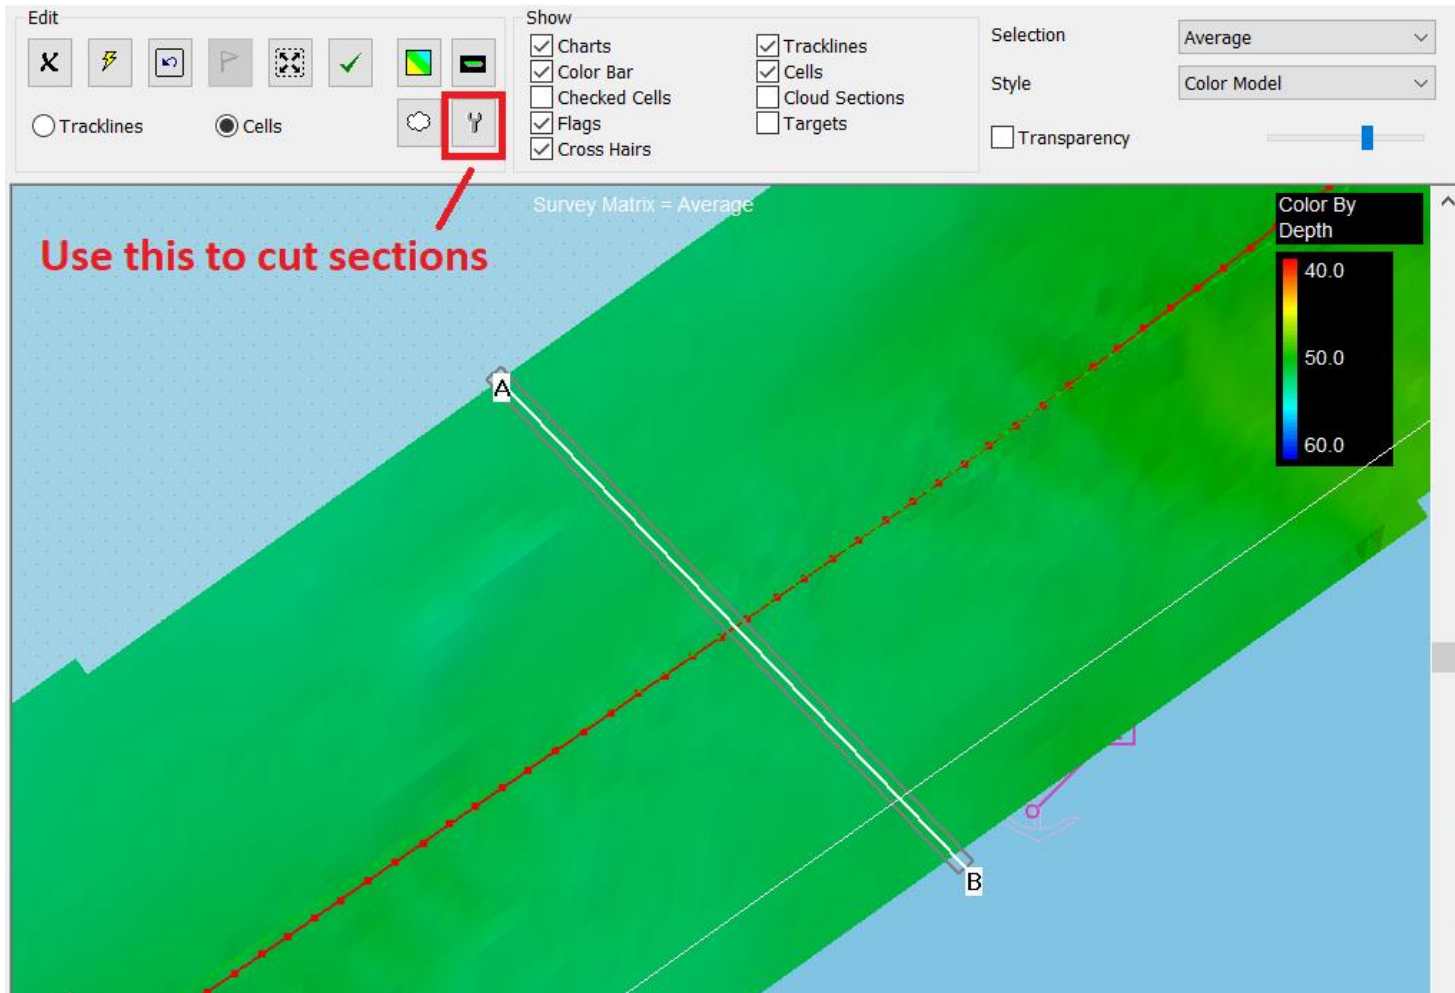 Edit
Tracklines
Cells
Show
Charts
Color Bar
Checked Cells
Flags
Cross Hairs
Tracklines
Cells
Cloud Sections
Targets
Selection
Average
Style
Color Model
Transparency
Survey Matrix = Average
Use this to cut sections
Color By
Depth
40.0
50.0
60.0
A
B